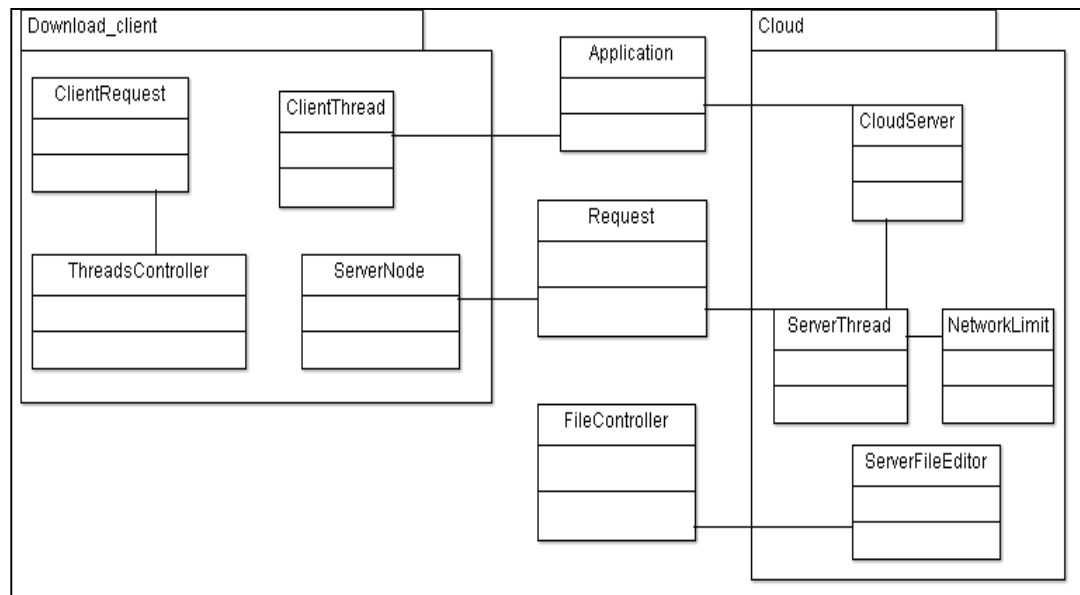 Download_client
ClientRequest
ClientThread
ThreadsController
ServerNode
Application
Request
FileController
Cloud
CloudServer
ServerThread
NetworkLimit
ServerFileEditor